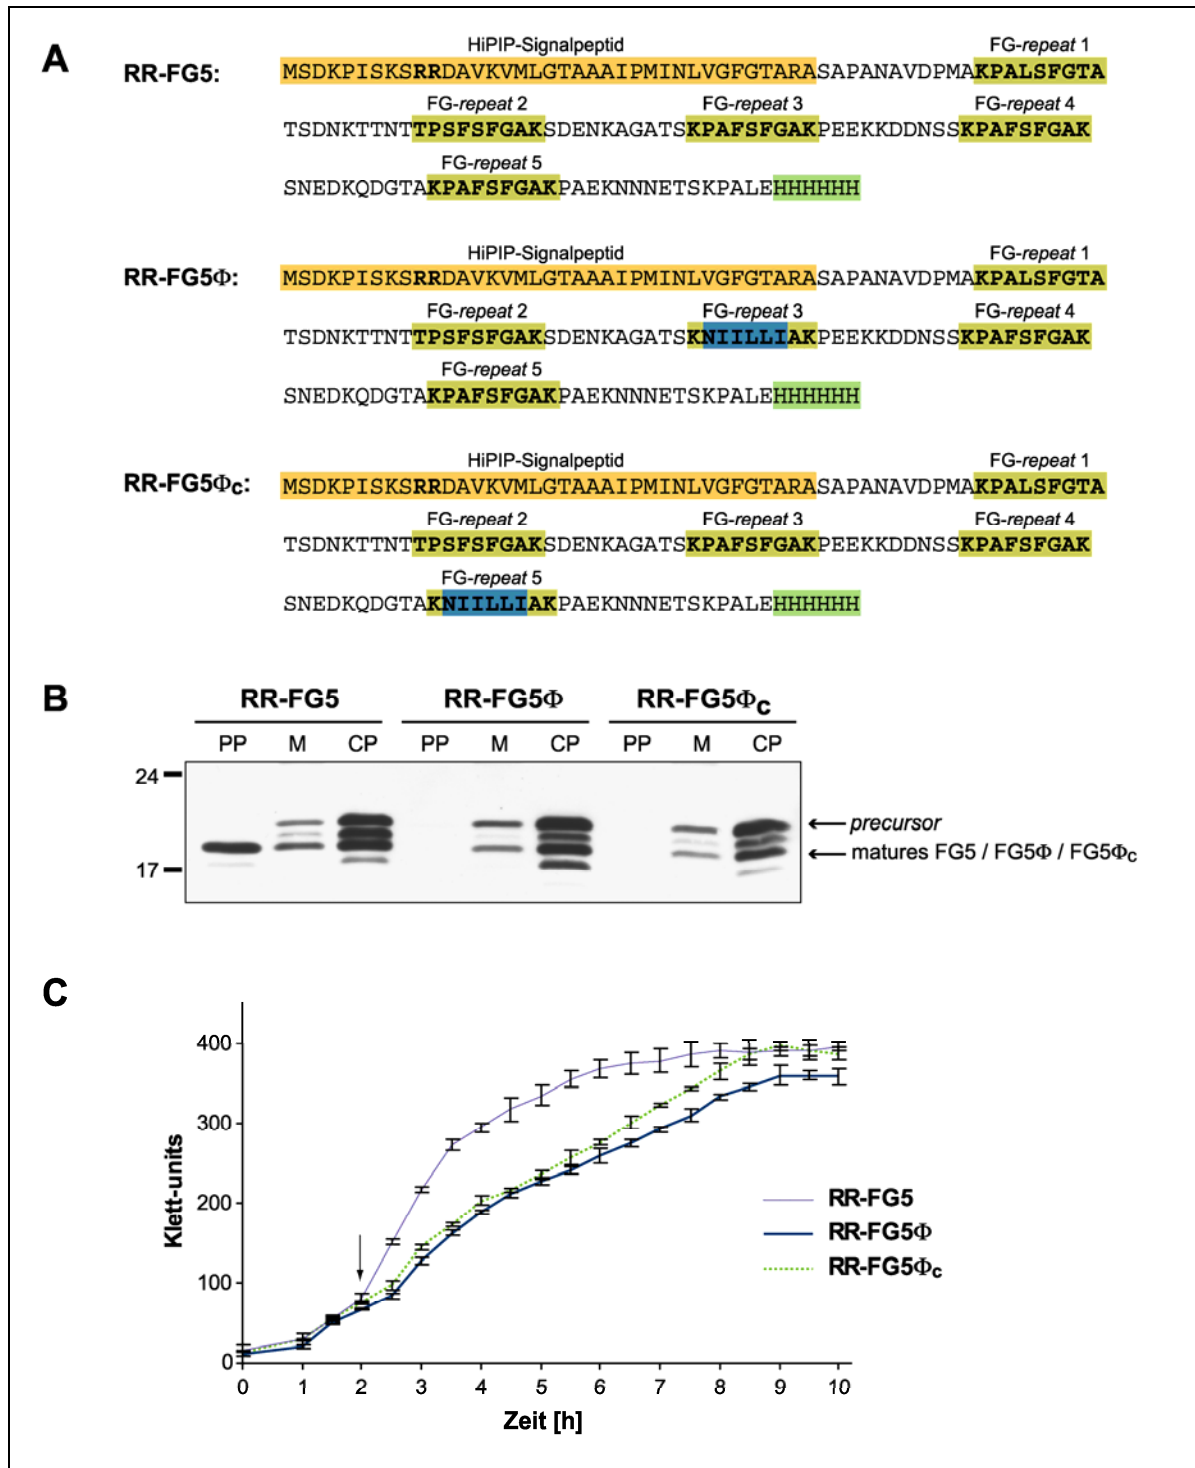 A
HiPIP-Signalpeptid FG-repeat 1
RR-FG5: MSDKPISKSRRDAVKVMLGTAAAIPMINLVGFGTARASAPANAVDPMAKPALSFGTA
FG-repeat 2 FG-repeat 3 FG-repeat 4
TSDNKTTNTTPSFSFGAKSDENKAGATSKPAFSFGAKPEEKKDDNSSKPAFSFGAK
FG-repeat 5
SNEDKQDGTAKPAFSFGAKPAEKNNNETSKPALEHHHHHH
HiPIP-Signalpeptid FG-repeat 1
RR-FG5Φ: MSDKPISKSRRDAVKVMLGTAAAIPMINLVGFGTARASAPANAVDPMAKPALSFGTA
FG-repeat 2 FG-repeat 3 FG-repeat 4
TSDNKTTNTTPSFSFGAKSDENKAGATSKNIILLIAKPEEKKDDNSSKPAFSFGAK
FG-repeat 5
SNEDKQDGTAKPAFSFGAKPAEKNNNETSKPALEHHHHHH
HiPIP-Signalpeptid FG-repeat 1
RR-FG5Φc: MSDKPISKSRRDAVKVMLGTAAAIPMINLVGFGTARASAPANAVDPMAKPALSFGTA
FG-repeat 2 FG-repeat 3 FG-repeat 4
TSDNKTTNTTPSFSFGAKSDENKAGATSKPAFSFGAKPEEKKDDNSSKPAFSFGAK
FG-repeat 5
SNEDKQDGTAKNIILLIAKPAEKNNNETSKPALEHHHHHH
B
RR-FG5 RR-FG5Φ RR-FG5Φc
PP M CP PP M CP PP M CP
24
precursor
matures FG5 / FG5Φ / FG5Φc
17
C
400
300
200
100
0
Klett-units
RR-FG5
RR-FG5Φ
RR-FG5Φc
0 1 2 3 4 5 6 7 8 9 10
Zeit [h]